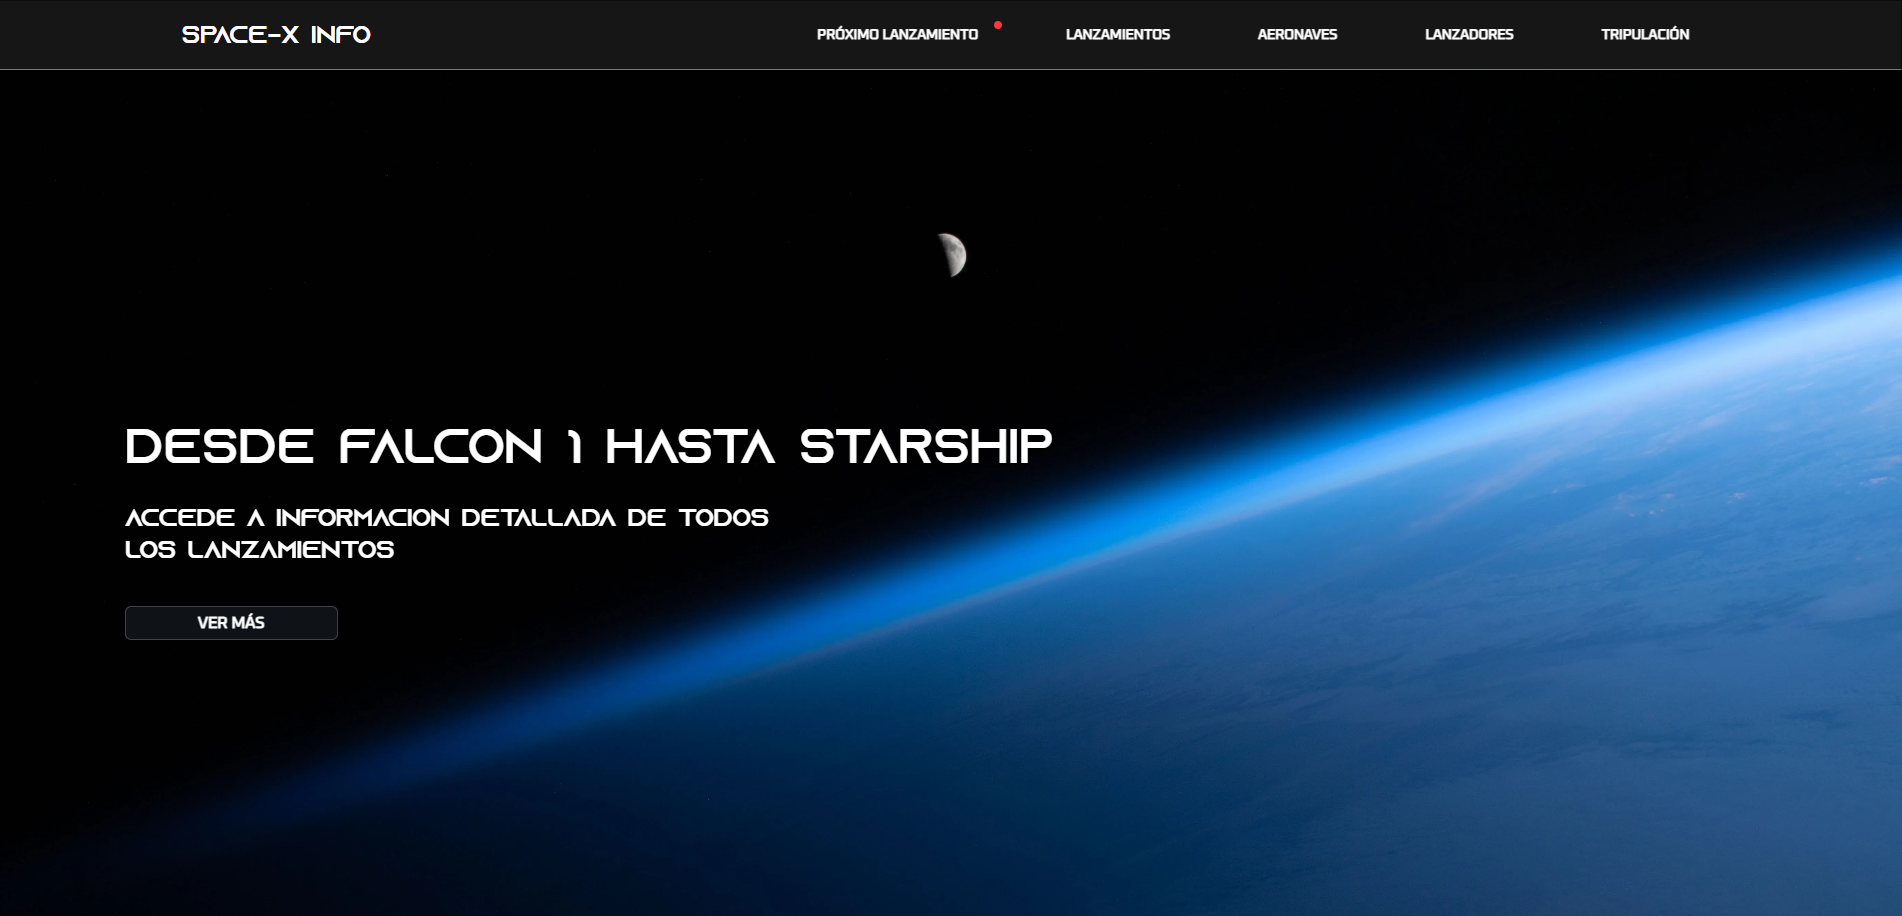 SPACE-X INFO
PRÓXIMO LANZAMIENTO
LANZAMIENTOS
AERONAVES
LANZADORES
TRIPULACIÓN
DESDE FALCON 1 HASTA STARSHIP
ACCEDE A INFORMACION DETALLADA DE TODOS
LOS LANZAMIENTOS
VER MÁS